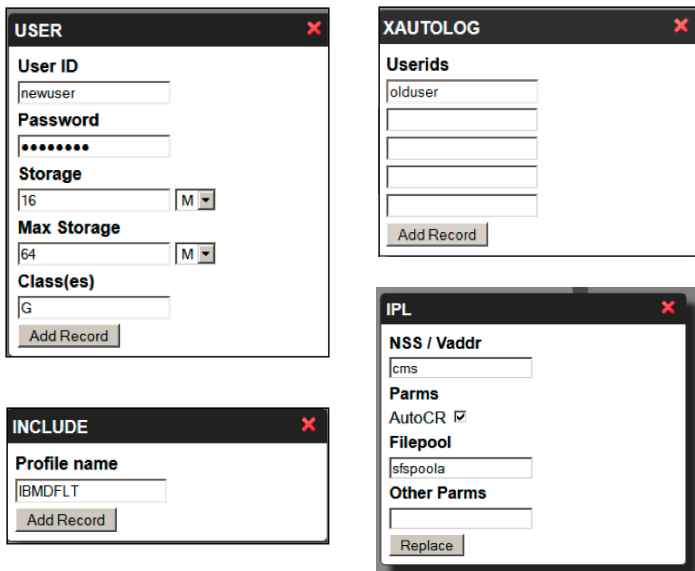 USER
User ID
newuser
Password
●●●●●●●●
Storage
16 M
Max Storage
64 M
Class(es)
G
Add Record
INCLUDE
Profile name
IBMDFLT
Add Record
XAUTOLOG
Userids
olduser
Add Record
IPL
NSS / Vaddr
cms
Parms
AutoCR
Filepool
sfspoola
Other Parms
Replace